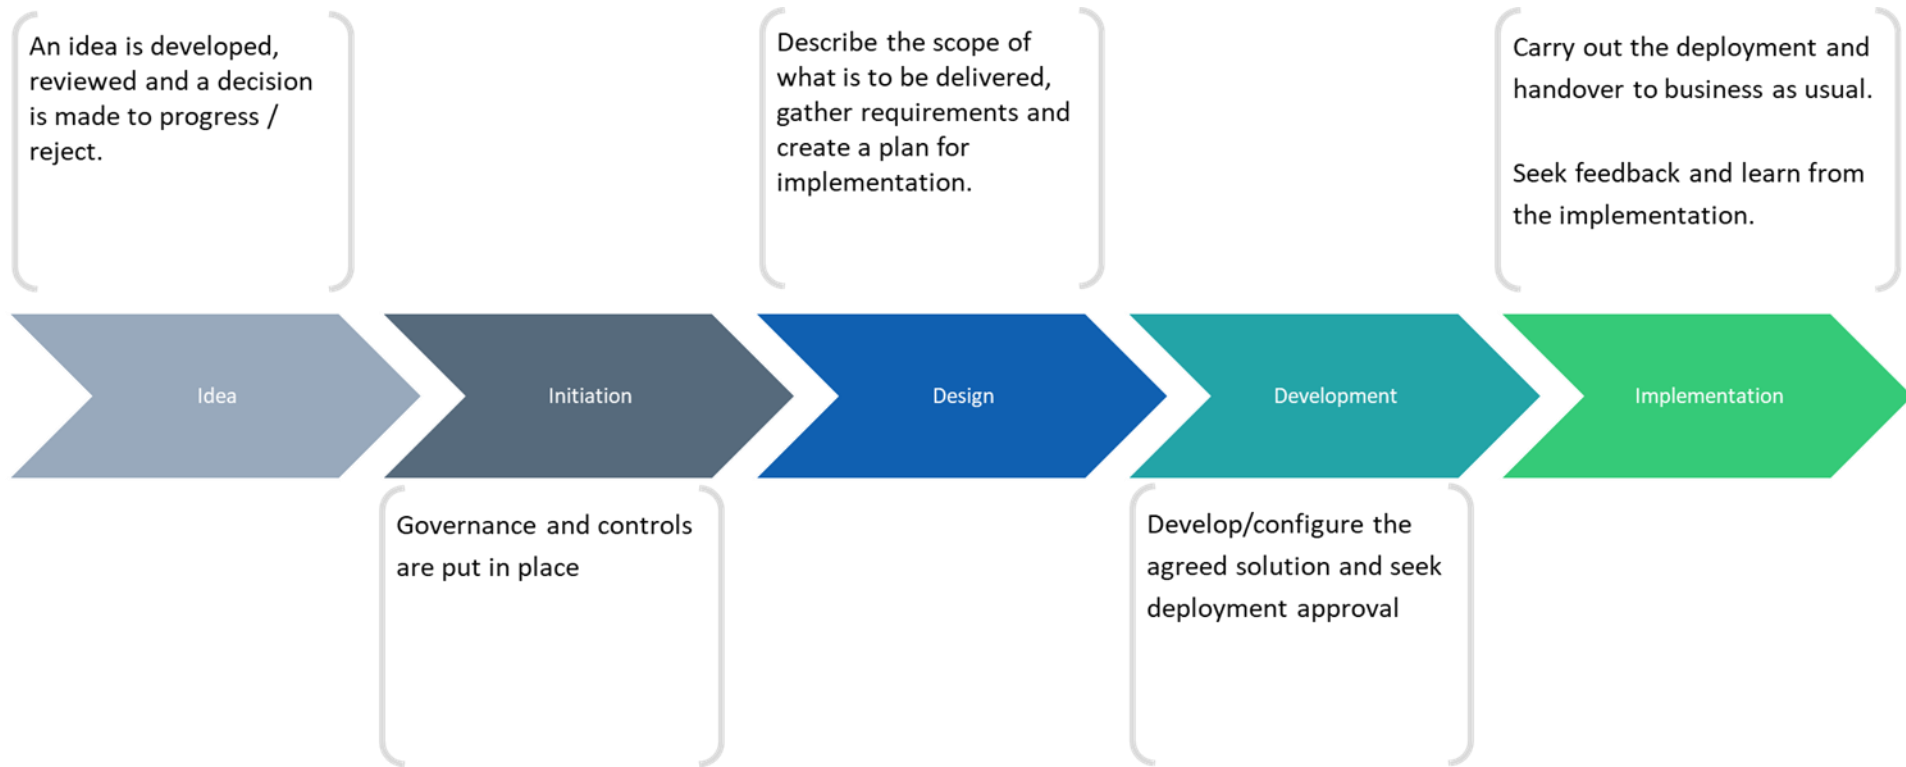 An idea is developed,
reviewed and a decision
is made to progress /
reject.
Describe the scope of
what is to be delivered,
gather requirements and
create a plan for
implementation.
Carry out the deployment and
handover to business as usual.
Seek feedback and learn from
the implementation.
Idea
Initiation
Design
Development
Implementation
Governance and controls
are put in place
Develop/configure the
agreed solution and seek
deployment approval